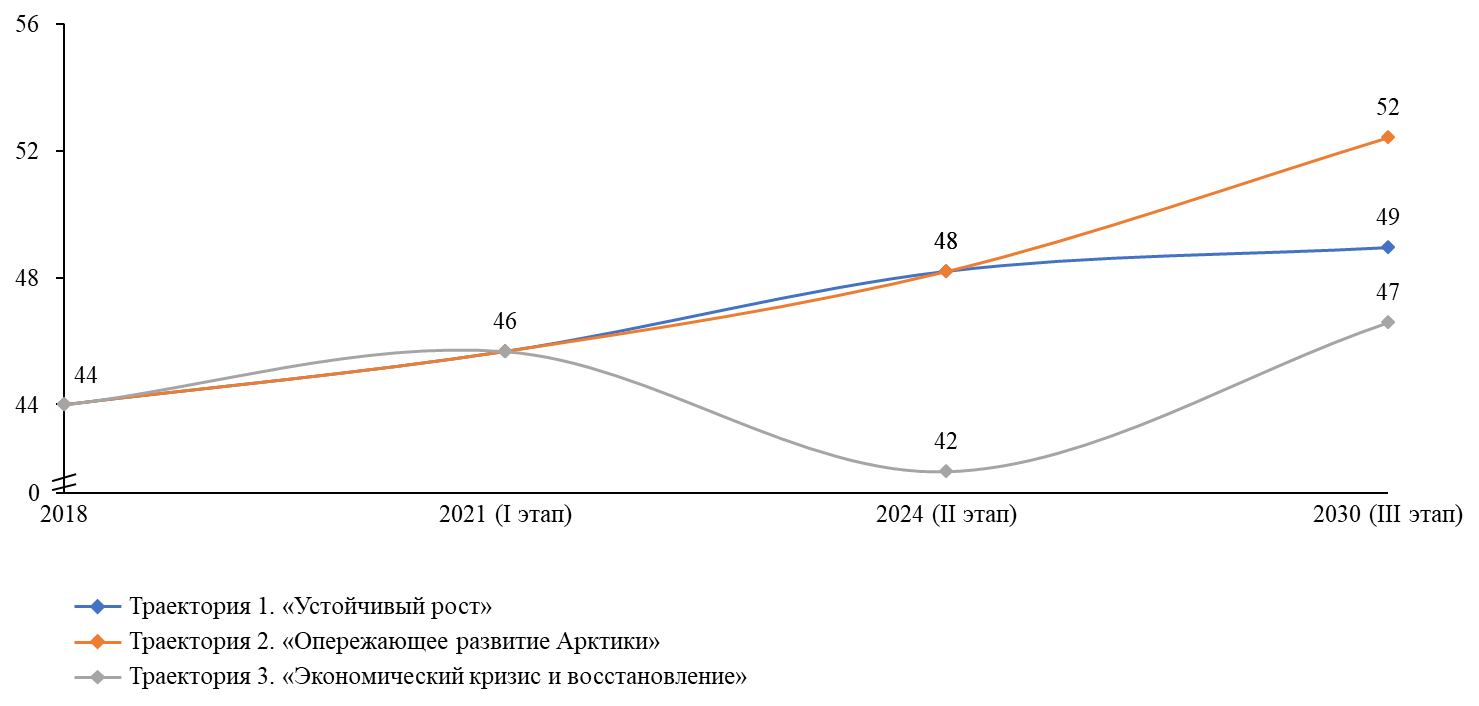 56
52
52
49
48
48
47
46
44
44
42
0
2018
2021 (I этап)
2024 (II этап)
2030 (III этап)
Траектория 1. «Устойчивый рост»
Траектория 2. «Опережающее развитие Арктики»
Траектория 3. «Экономический кризис и восстановление»